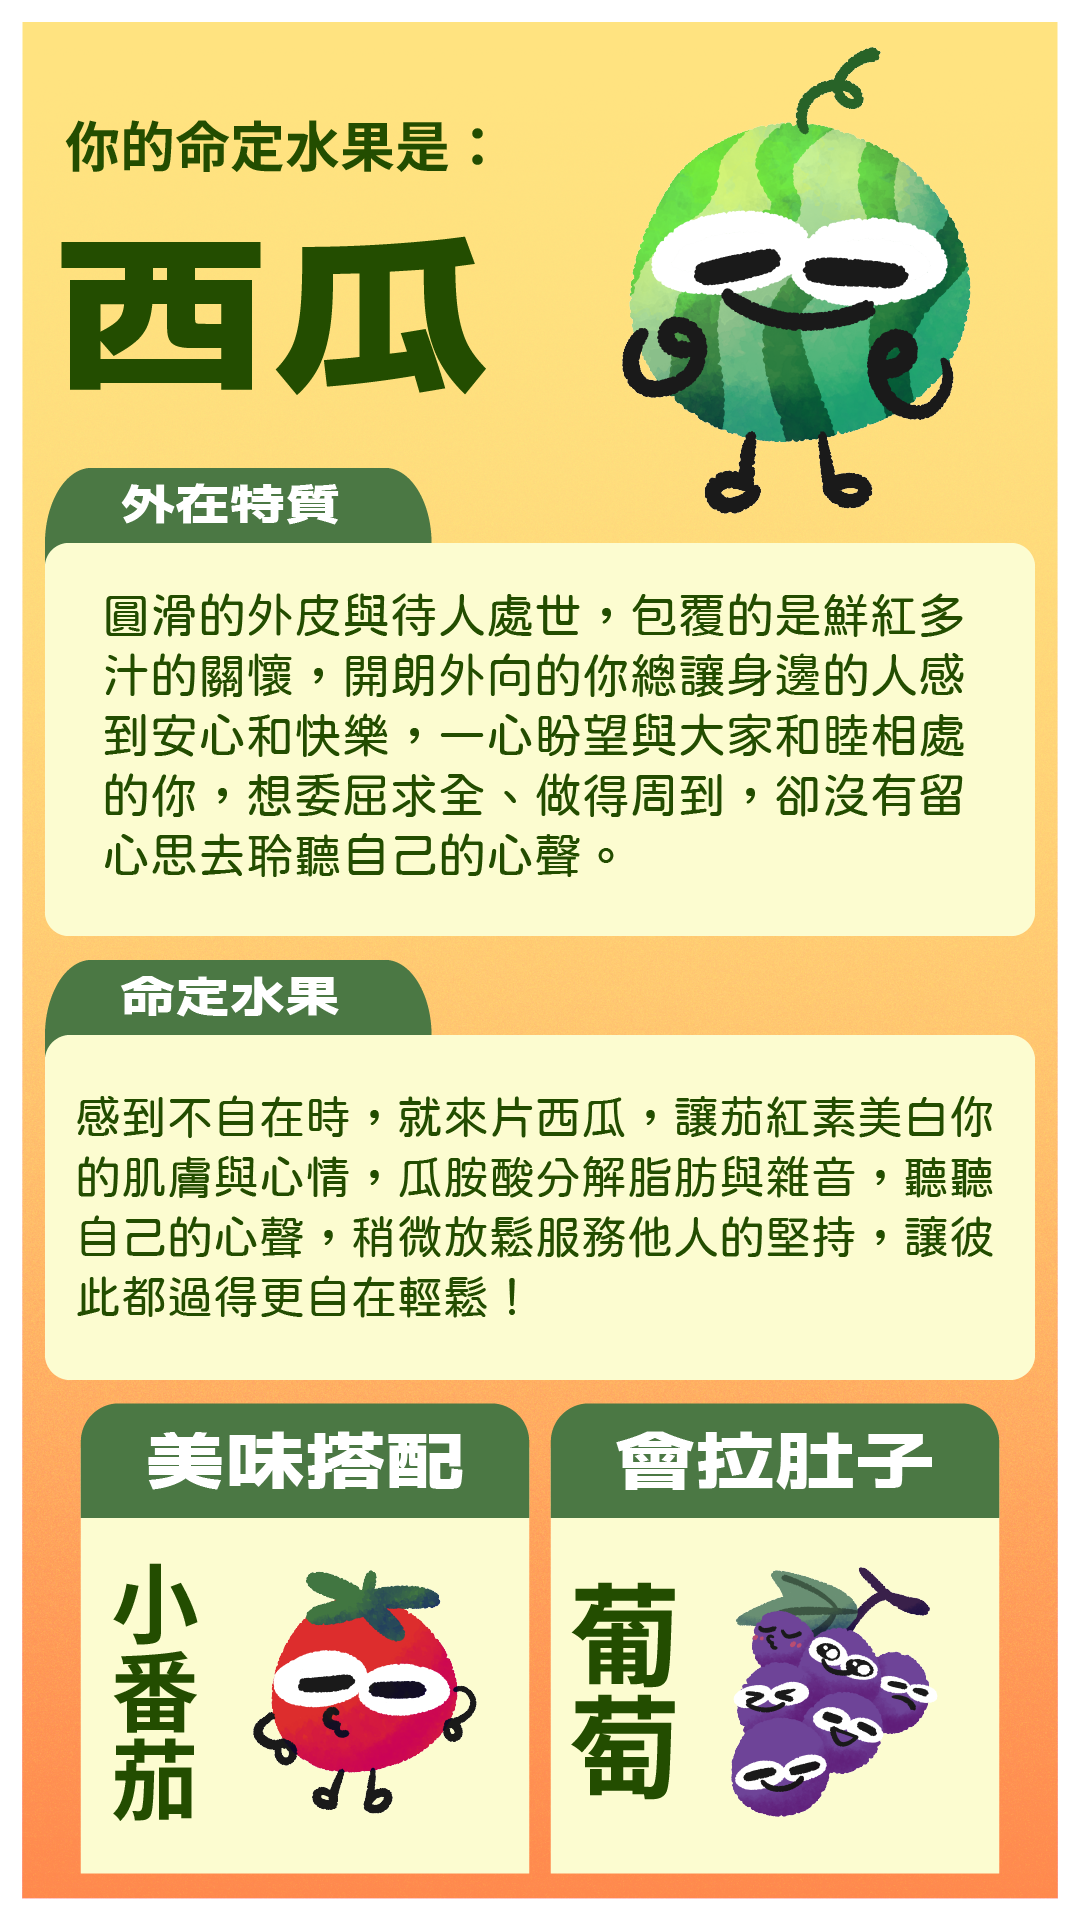 你的命定水果是：
西瓜
外在特質
圓滑的外皮與待人處世，包覆的是鮮紅多
汁的關懷，開朗外向的你總讓身邊的人感
到安心和快樂，一心盼望與大家和睦相處
的你，想委屈求全、做得周到，卻沒有留
心思去聆聽自己的心聲。
命定水果
感到不自在時，就來片西瓜，讓茄紅素美白你
的肌膚與心情，瓜胺酸分解脂肪與雜音，聽聽
自己的心聲，稍微放鬆服務他人的堅持，讓彼
此都過得更自在輕鬆！
美味搭配
小番茄
會拉肚子
葡萄